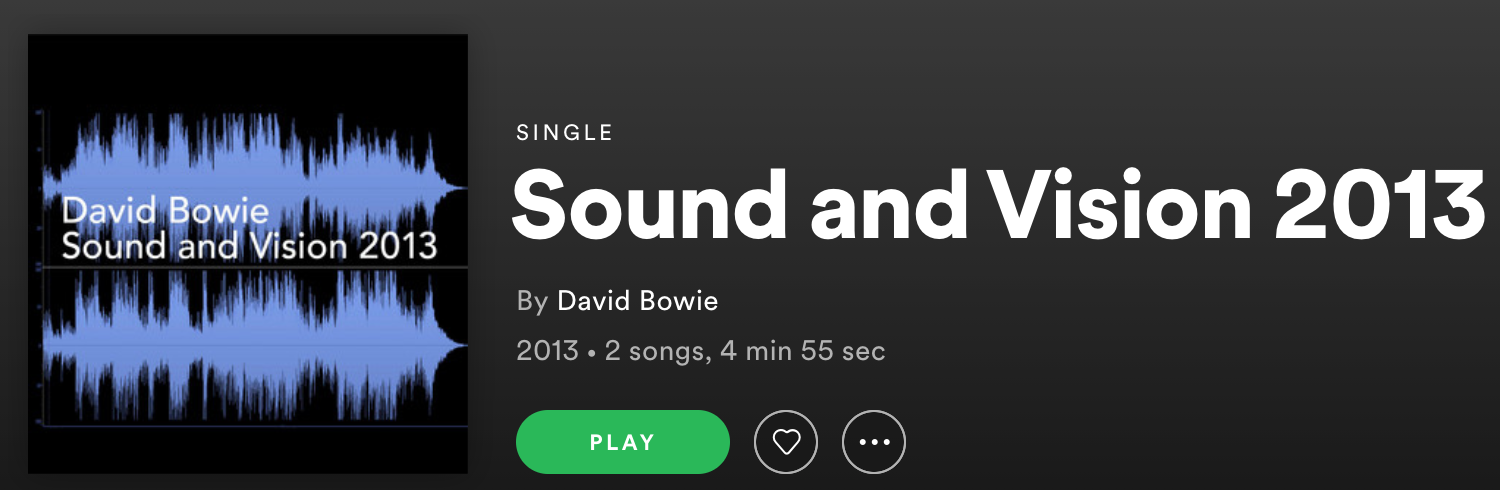 David Bowie
Sound and Vision 2013
SINGLE
Sound and Vision 2013
By David Bowie
2013 • 2 songs, 4 min 55 sec
PLAY